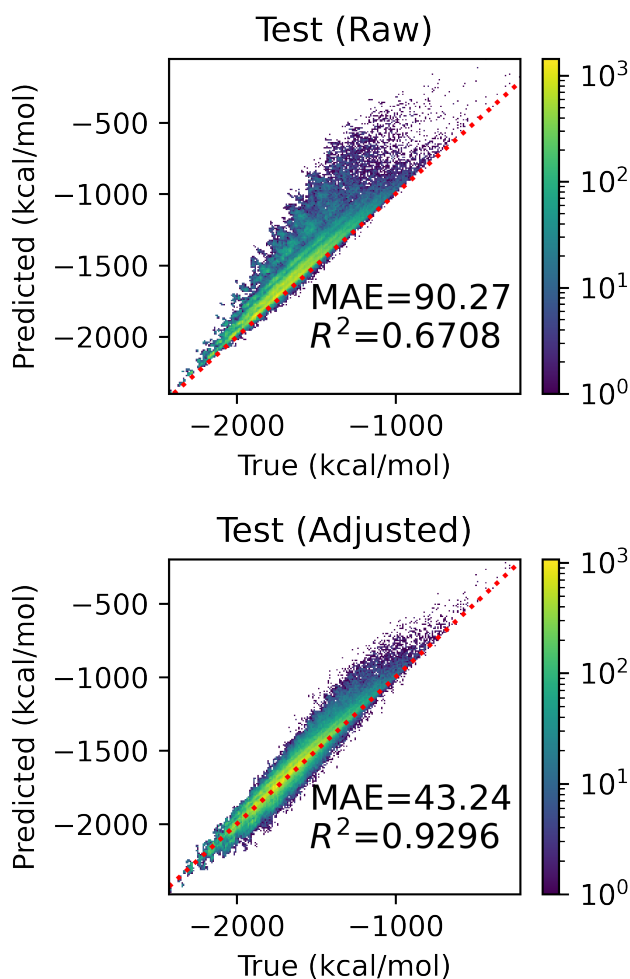 Test (Raw)
Predicted (kcal/mol)
−500
−1000
−1500
−2000
MAE=90.27
R²=0.6708
−2000
−1000
True (kcal/mol)
10³
10²
10¹
10⁰
Test (Adjusted)
Predicted (kcal/mol)
−500
−1000
−1500
−2000
MAE=43.24
R²=0.9296
−2000
−1000
True (kcal/mol)
10³
10²
10¹
10⁰